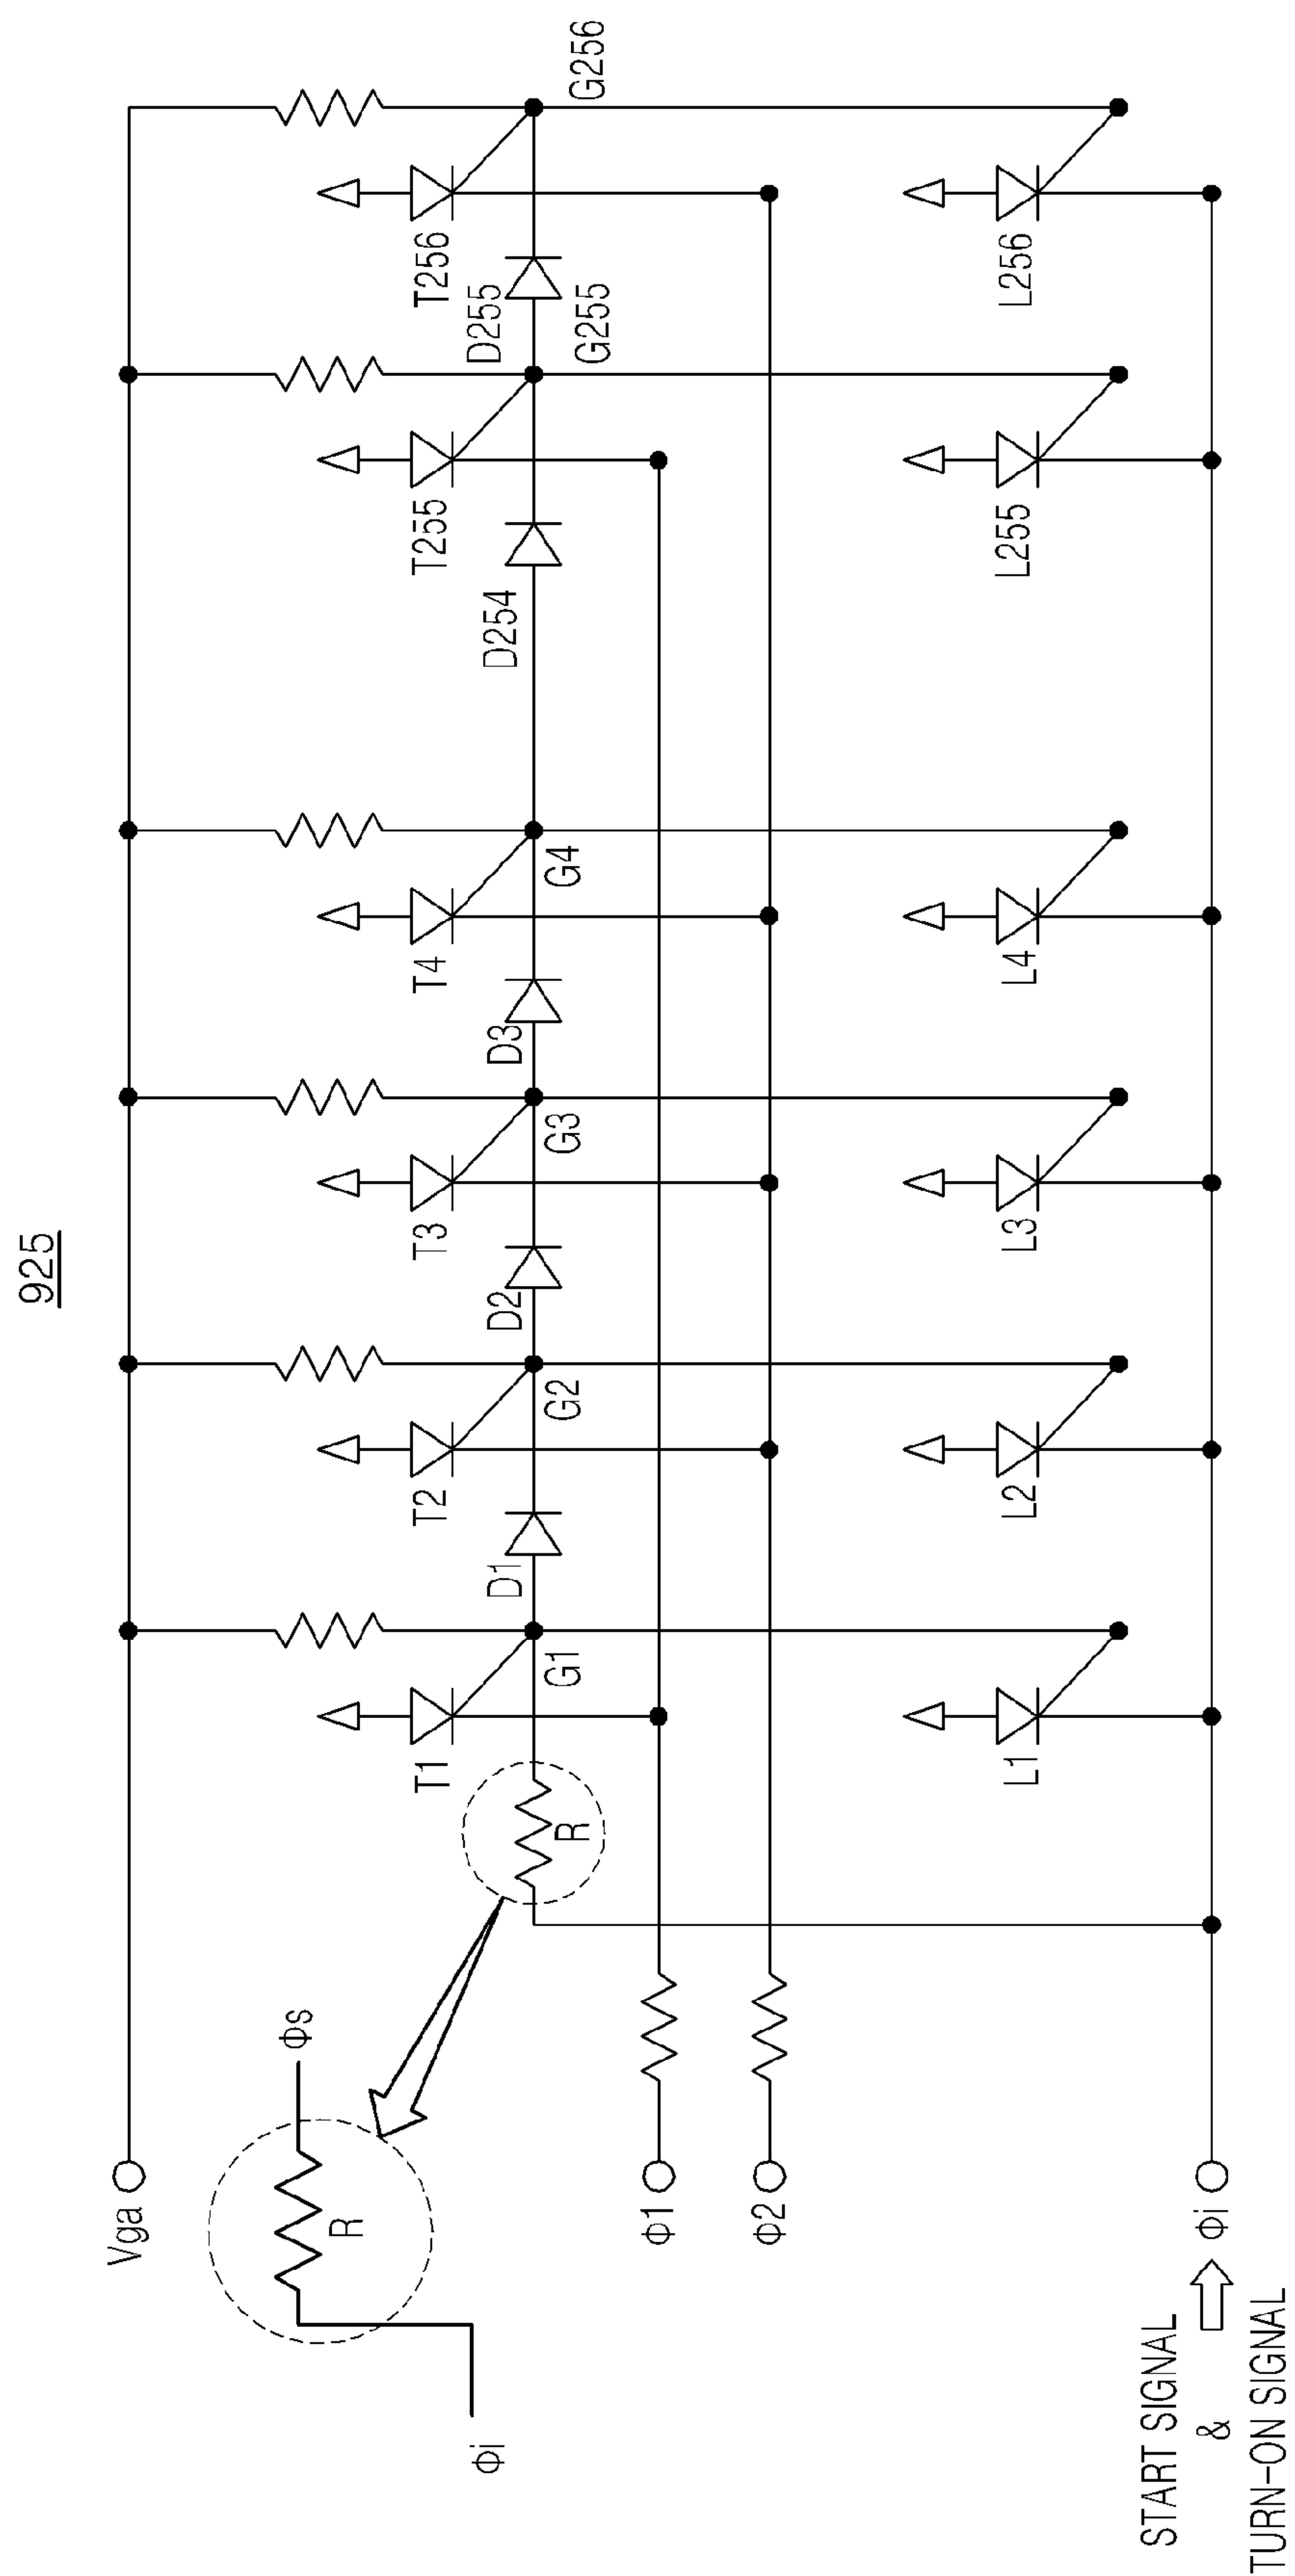 925
Vga
Φi
R
Φs
T1
T2
T3
T4
T255
T256
R
G1
D1
G2
D2
G3
D3
G4
D254
D255
G255
G256
Φ1
Φ2
L1
L2
L3
L4
L255
L256
START SIGNAL
&
TURN-ON SIGNAL
Φi